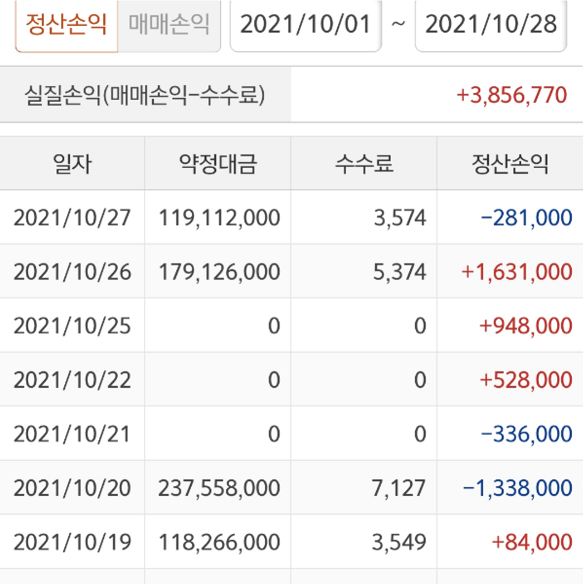 정산손익 매매손익 2021/10/01 ~ 2021/10/28
실질손익(매매손익-수수료) +3,856,770
일자 약정대금 수수료 정산손익
2021/10/27 119,112,000 3,574 -281,000
2021/10/26 179,126,000 5,374 +1,631,000
2021/10/25 0 0 +948,000
2021/10/22 0 0 +528,000
2021/10/21 0 0 -336,000
2021/10/20 237,558,000 7,127 -1,338,000
2021/10/19 118,266,000 3,549 +84,000